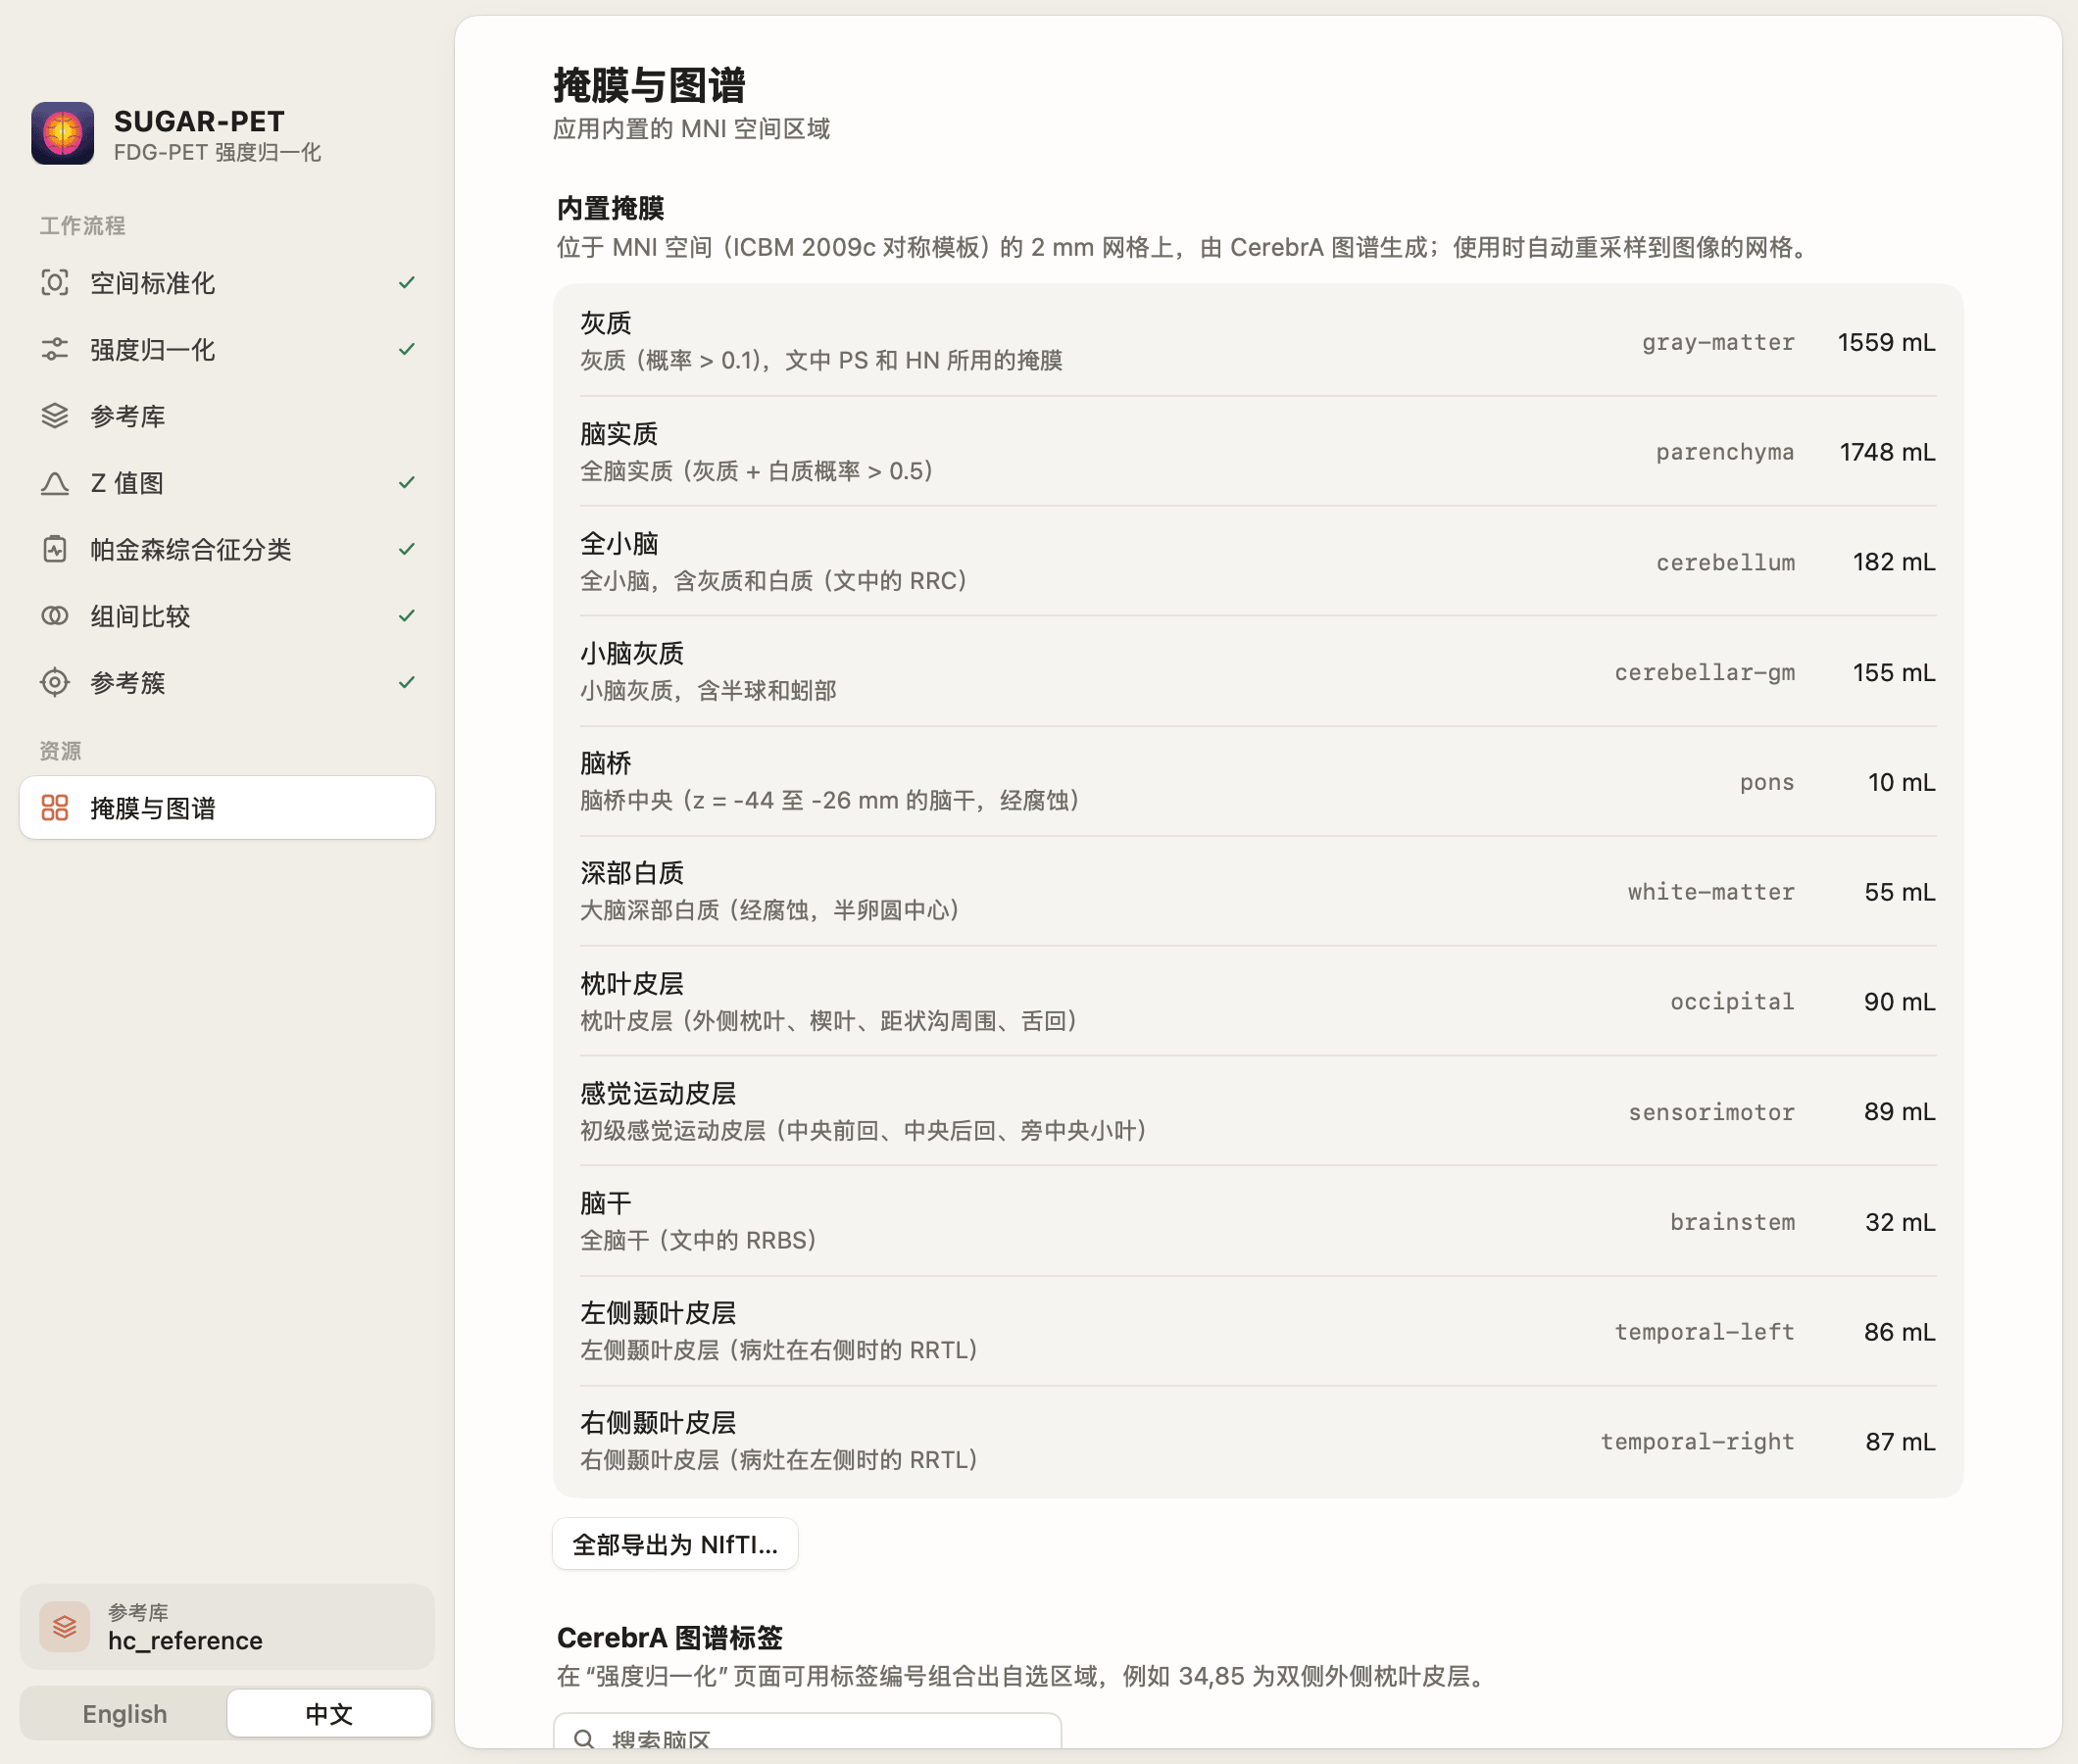 SUGAR-PET
FDG-PET 强度归一化
工作流程
空间标准化
强度归一化
参考库
Z 值图
帕金森综合征分类
组间比较
参考簇
资源
掩膜与图谱
参考库
hc_reference
English
中文
掩膜与图谱
应用内置的 MNI 空间区域
内置掩膜
位于 MNI 空间（ICBM 2009c 对称模板）的 2 mm 网格上，由 CerebrA 图谱生成；使用时自动重采样到图像的网格。
灰质
灰质（概率 > 0.1），文中 PS 和 HN 所用的掩膜
gray-matter
1559 mL
脑实质
全脑实质（灰质 + 白质概率 > 0.5）
parenchyma
1748 mL
全小脑
全小脑，含灰质和白质（文中的 RRC）
cerebellum
182 mL
小脑灰质
小脑灰质，含半球和蚓部
cerebellar-gm
155 mL
脑桥
脑桥中央（z = -44 至 -26 mm 的脑干，经腐蚀）
pons
10 mL
深部白质
大脑深部白质（经腐蚀，半卵圆中心）
white-matter
55 mL
枕叶皮层
枕叶皮层（外侧枕叶、楔叶、距状沟周围、舌回）
occipital
90 mL
感觉运动皮层
初级感觉运动皮层（中央前回、中央后回、旁中央小叶）
sensorimotor
89 mL
脑干
全脑干（文中的 RRBS）
brainstem
32 mL
左侧颞叶皮层
左侧颞叶皮层（病灶在右侧时的 RRTL）
temporal-left
86 mL
右侧颞叶皮层
右侧颞叶皮层（病灶在左侧时的 RRTL）
temporal-right
87 mL
全部导出为 NIfTI...
CerebrA 图谱标签
在 “强度归一化” 页面可用标签编号组合出自选区域，例如 34,85 为双侧外侧枕叶皮层。
搜索脑区